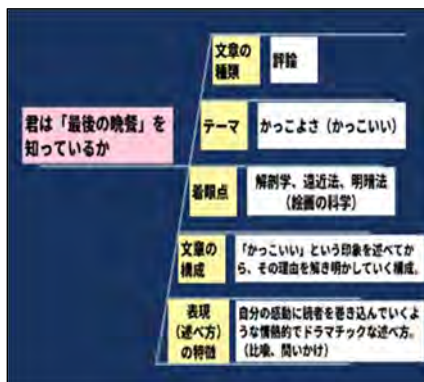 君は「最後の晩餐」を
知っているか
文章の
種類
評論
テーマ
かっこよさ（かっこいい）
着眼点
解剖学、遠近法、明暗法
（絵画の科学）
文章の
構成
「かっこいい」という印象を述べてか
ら、その理由を解き明かしていく構成。
表現
（述べ方）
の特徴
自分の感動に読者を巻き込んでいくよ
うな情熱的でドラマチックな述べ方。
（比喩、問いかけ）